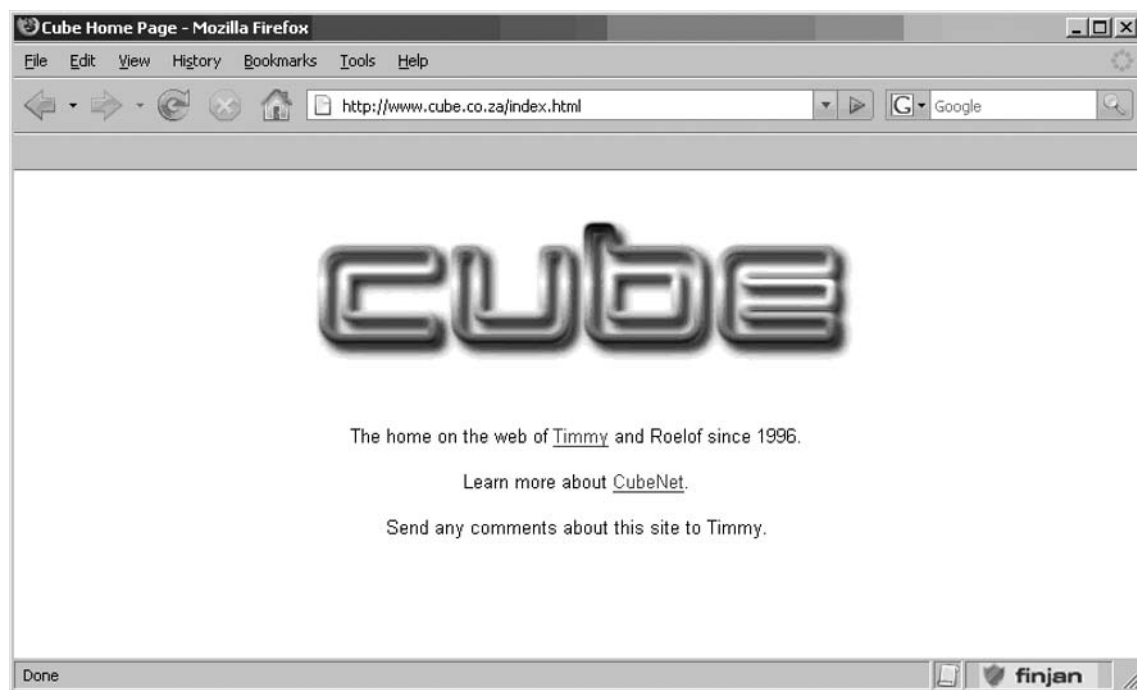 Cube Home Page - Mozilla Firefox
File Edit View History Bookmarks Tools Help
http://www.cube.co.za/index.html G Google
cube
The home on the web of Timmy and Roelof since 1996.
Learn more about CubeNet.
Send any comments about this site to Timmy.
Done finjan